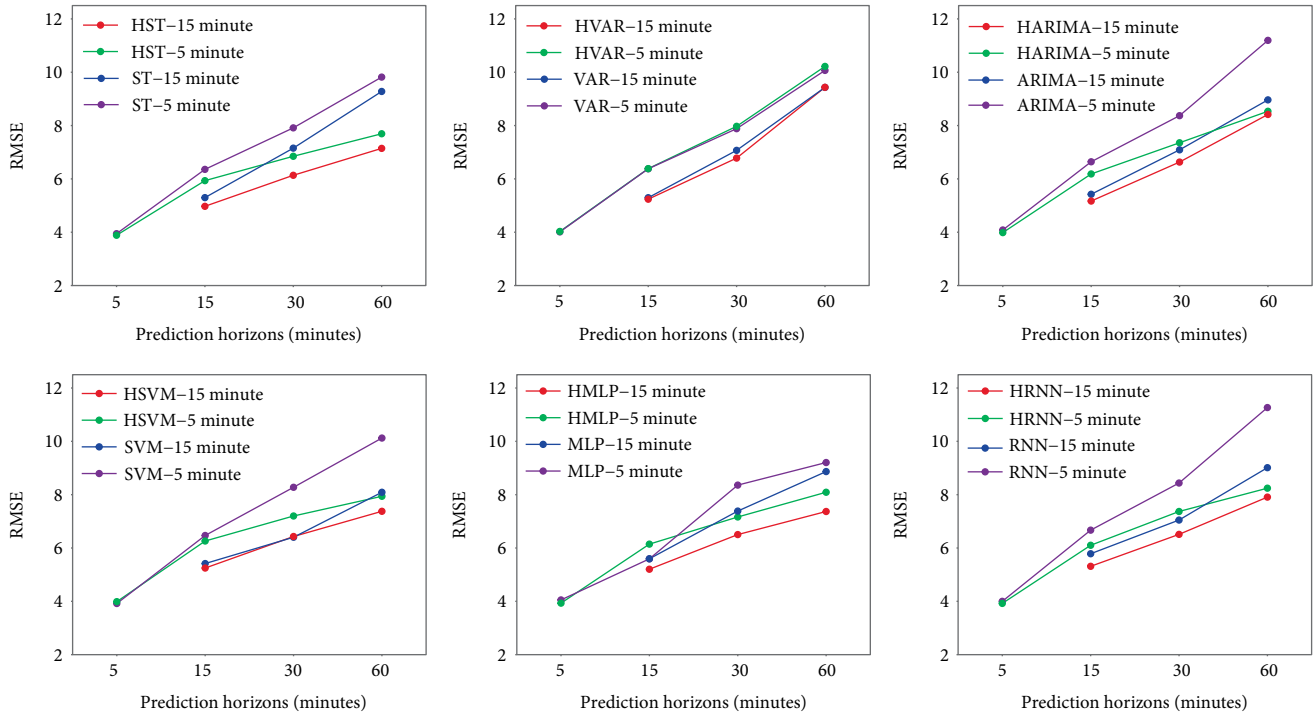 12
10
8
6
4
2
RMSE
HST–15 minute
HST–5 minute
ST–15 minute
ST–5 minute
5 15 30 60
Prediction horizons (minutes)
12
10
8
6
4
2
RMSE
HVAR–15 minute
HVAR–5 minute
VAR–15 minute
VAR–5 minute
5 15 30 60
Prediction horizons (minutes)
12
10
8
6
4
2
RMSE
HARIMA–15 minute
HARIMA–5 minute
ARIMA–15 minute
ARIMA–5 minute
5 15 30 60
Prediction horizons (minutes)
12
10
8
6
4
2
RMSE
HSVM–15 minute
HSVM–5 minute
SVM–15 minute
SVM–5 minute
5 15 30 60
Prediction horizons (minutes)
12
10
8
6
4
2
RMSE
HMLP–15 minute
HMLP–5 minute
MLP–15 minute
MLP–5 minute
5 15 30 60
Prediction horizons (minutes)
12
10
8
6
4
2
RMSE
HRNN–15 minute
HRNN–5 minute
RNN–15 minute
RNN–5 minute
5 15 30 60
Prediction horizons (minutes)